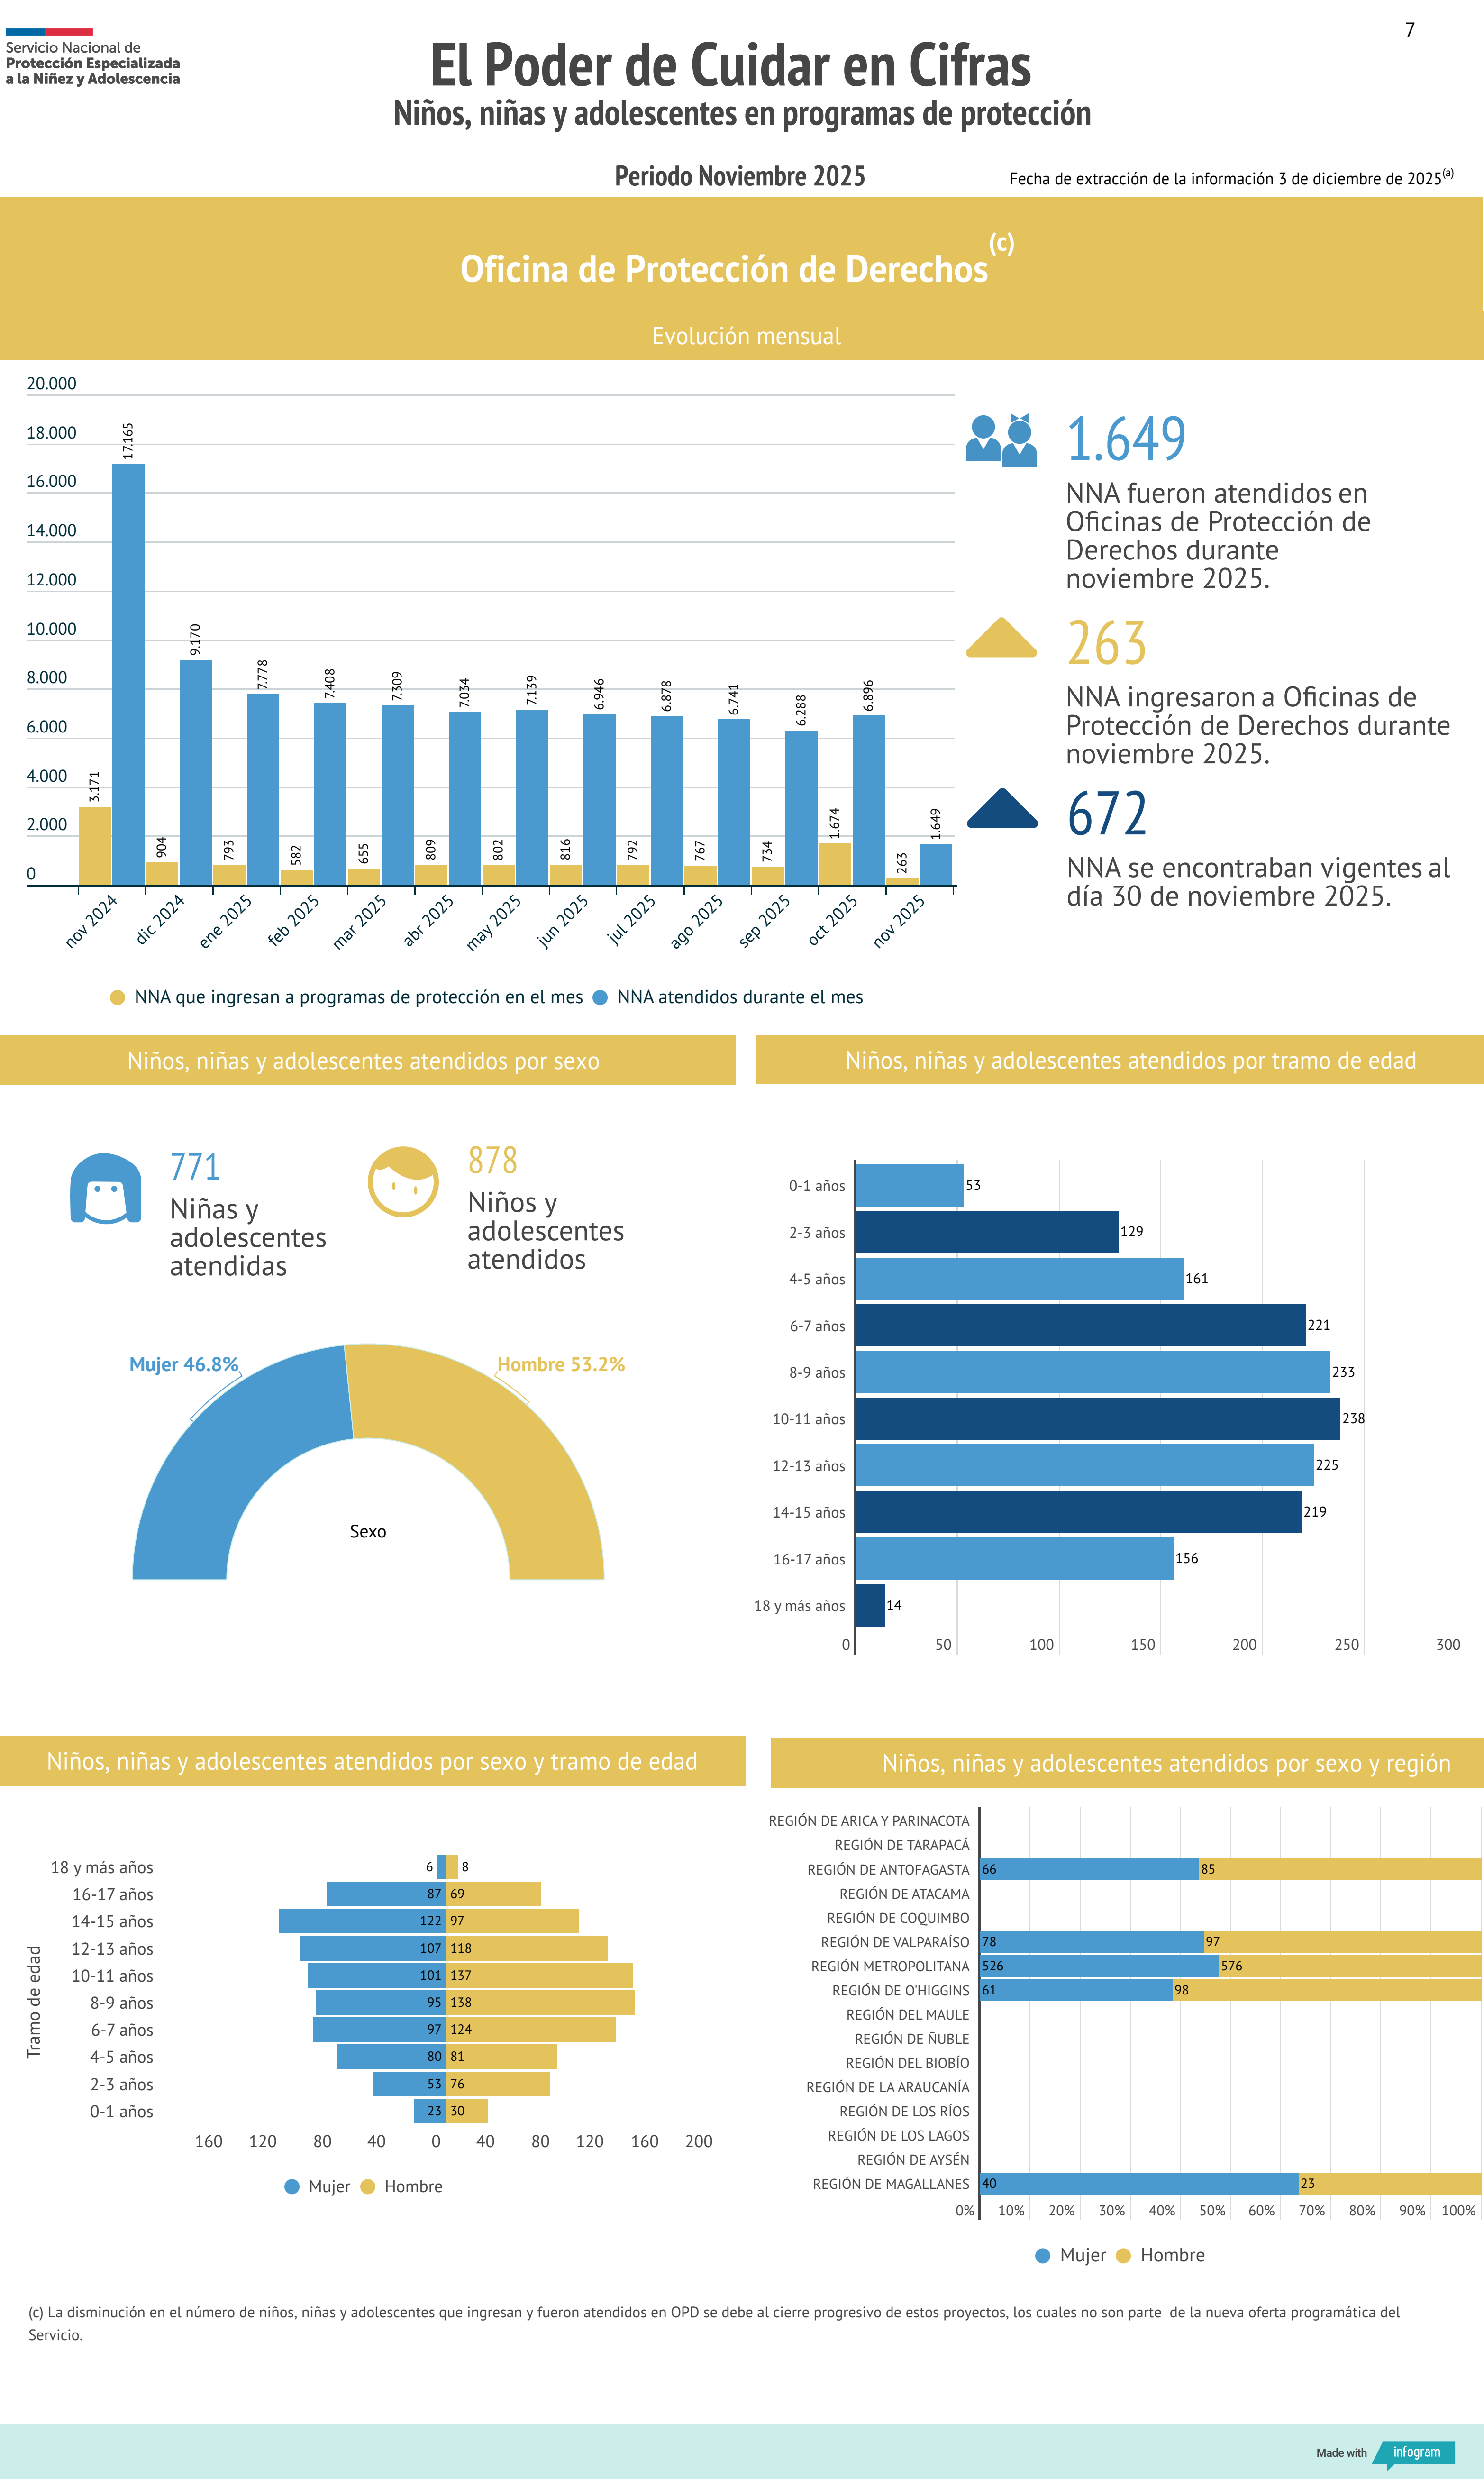 7
Servicio Nacional de
Protección Especializada
a la Niñez y Adolescencia
El Poder de Cuidar en Cifras
Niños, niñas y adolescentes en programas de protección
Periodo Noviembre 2025
Fecha de extracción de la información 3 de diciembre de 2025(a)
Oficina de Protección de Derechos(c)
Evolución mensual
20.000
18.000
16.000
14.000
12.000
10.000
8.000
6.000
4.000
2.000
0
3.171
17.165
904
9.170
793
7.778
582
7.408
655
7.309
809
7.034
802
7.139
816
6.946
792
6.878
767
6.741
734
6.288
1.674
6.896
263
1.649
nov 2024
dic 2024
ene 2025
feb 2025
mar 2025
abr 2025
may 2025
jun 2025
jul 2025
ago 2025
sep 2025
oct 2025
nov 2025
NNA que ingresan a programas de protección en el mes
NNA atendidos durante el mes
1.649
NNA fueron atendidos en
Oficinas de Protección de
Derechos durante
noviembre 2025.
263
NNA ingresaron a Oficinas de
Protección de Derechos durante
noviembre 2025.
672
NNA se encontraban vigentes al
día 30 de noviembre 2025.
Niños, niñas y adolescentes atendidos por sexo
771
Niñas y
adolescentes
atendidas
878
Niños y
adolescentes
atendidos
Mujer 46.8%
Hombre 53.2%
Sexo
Niños, niñas y adolescentes atendidos por tramo de edad
0-1 años 53
2-3 años 129
4-5 años 161
6-7 años 221
8-9 años 233
10-11 años 238
12-13 años 225
14-15 años 219
16-17 años 156
18 y más años 14
0 50 100 150 200 250 300
Niños, niñas y adolescentes atendidos por sexo y tramo de edad
Tramo de edad
18 y más años 6 8
16-17 años 87 69
14-15 años 122 97
12-13 años 107 118
10-11 años 101 137
8-9 años 95 138
6-7 años 97 124
4-5 años 80 81
2-3 años 53 76
0-1 años 23 30
160 120 80 40 0 40 80 120 160 200
Mujer Hombre
Niños, niñas y adolescentes atendidos por sexo y región
REGIÓN DE ARICA Y PARINACOTA
REGIÓN DE TARAPACÁ
REGIÓN DE ANTOFAGASTA 66 85
REGIÓN DE ATACAMA
REGIÓN DE COQUIMBO
REGIÓN DE VALPARAÍSO 78 97
REGIÓN METROPOLITANA 526 576
REGIÓN DE O'HIGGINS 61 98
REGIÓN DEL MAULE
REGIÓN DE ÑUBLE
REGIÓN DEL BIOBÍO
REGIÓN DE LA ARAUCANÍA
REGIÓN DE LOS RÍOS
REGIÓN DE LOS LAGOS
REGIÓN DE AYSÉN
REGIÓN DE MAGALLANES 40 23
0% 10% 20% 30% 40% 50% 60% 70% 80% 90% 100%
Mujer Hombre
(c) La disminución en el número de niños, niñas y adolescentes que ingresan y fueron atendidos en OPD se debe al cierre progresivo de estos proyectos, los cuales no son parte de la nueva oferta programática del
Servicio.
Made with infogram